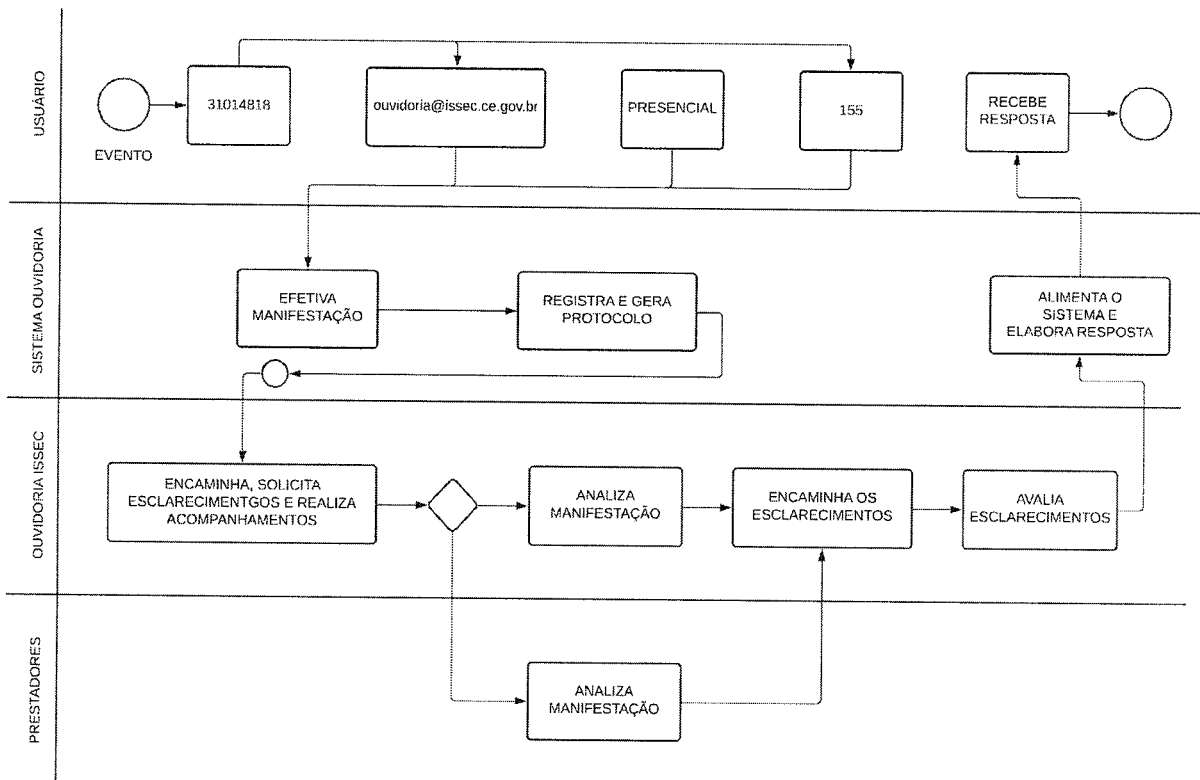 USUÁRIO
EVENTO
31014818
ouvidoria@issec.ce.gov.br
PRESENCIAL
155
RECEBE
RESPOSTA
SISTEMA OUVIDORIA
EFETIVA
MANIFESTAÇÃO
REGISTRA E GERA
PROTOCOLO
ALIMENTA O
SISTEMA E
ELABORA RESPOSTA
OUVIDORIA ISSEC
ENCAMINHA, SOLICITA
ESCLARECIMENTGOS E REALIZA
ACOMPANHAMENTOS
ANALIZA
MANIFESTAÇÃO
ENCAMINHA OS
ESCLARECIMENTOS
AVALIA
ESCLARECIMENTOS
PRESTADORES
ANALIZA
MANIFESTAÇÃO